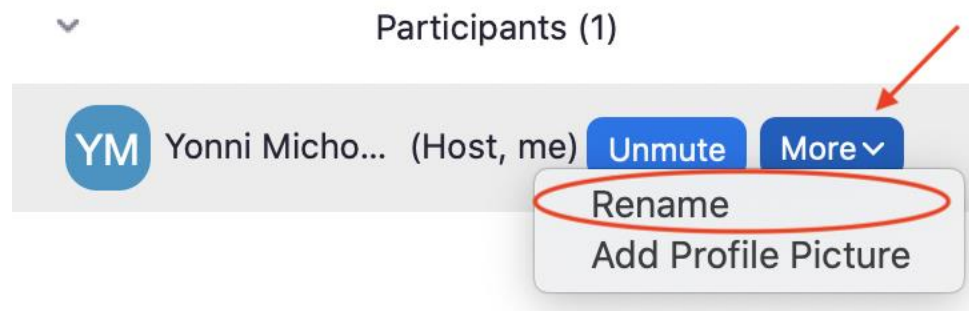 Participants (1)
YM Yonni Micho... (Host, me) Unmute More
Rename
Add Profile Picture